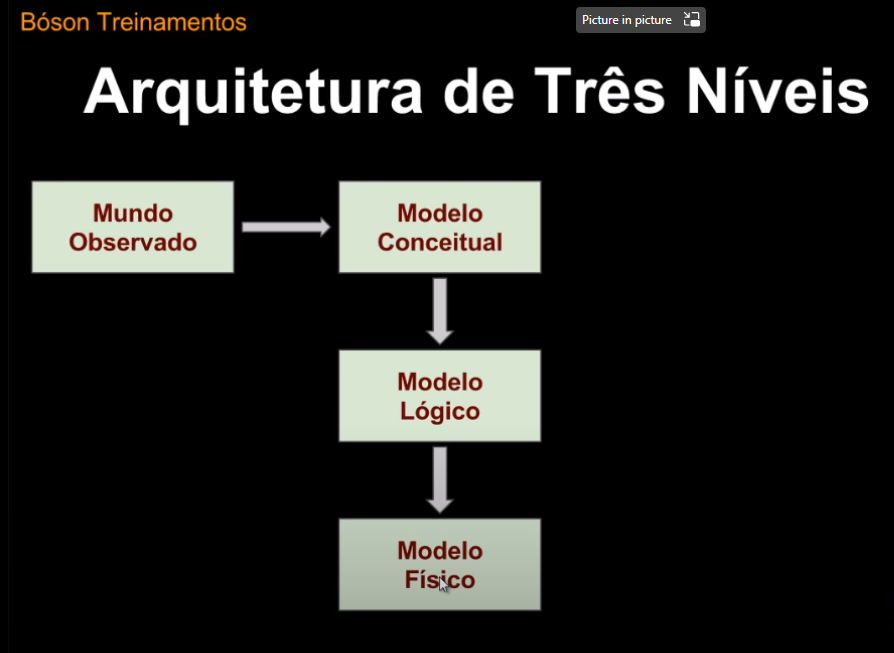 Bóson Treinamentos
Picture in picture
Arquitetura de Três Níveis
Mundo
Observado
Modelo
Conceitual
Modelo
Lógico
Modelo
Físico